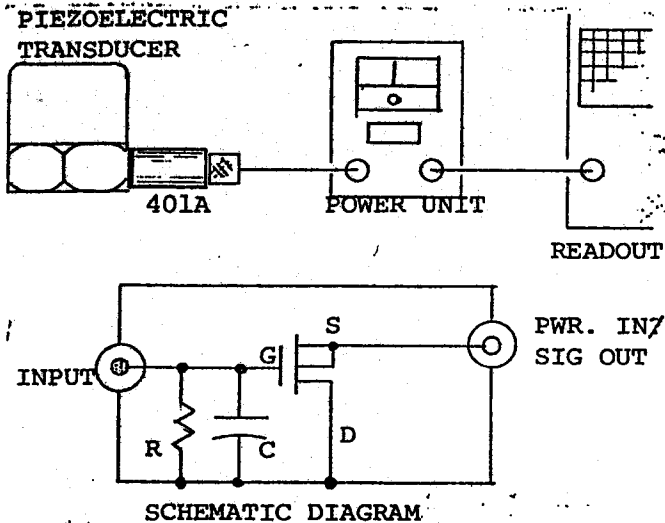 PIEZOELECTRIC
TRANSDUCER
401A
POWER UNIT
READOUT
S
PWR. IN/
SIG OUT
G
INPUT
D
R
C
SCHEMATIC DIAGRAM